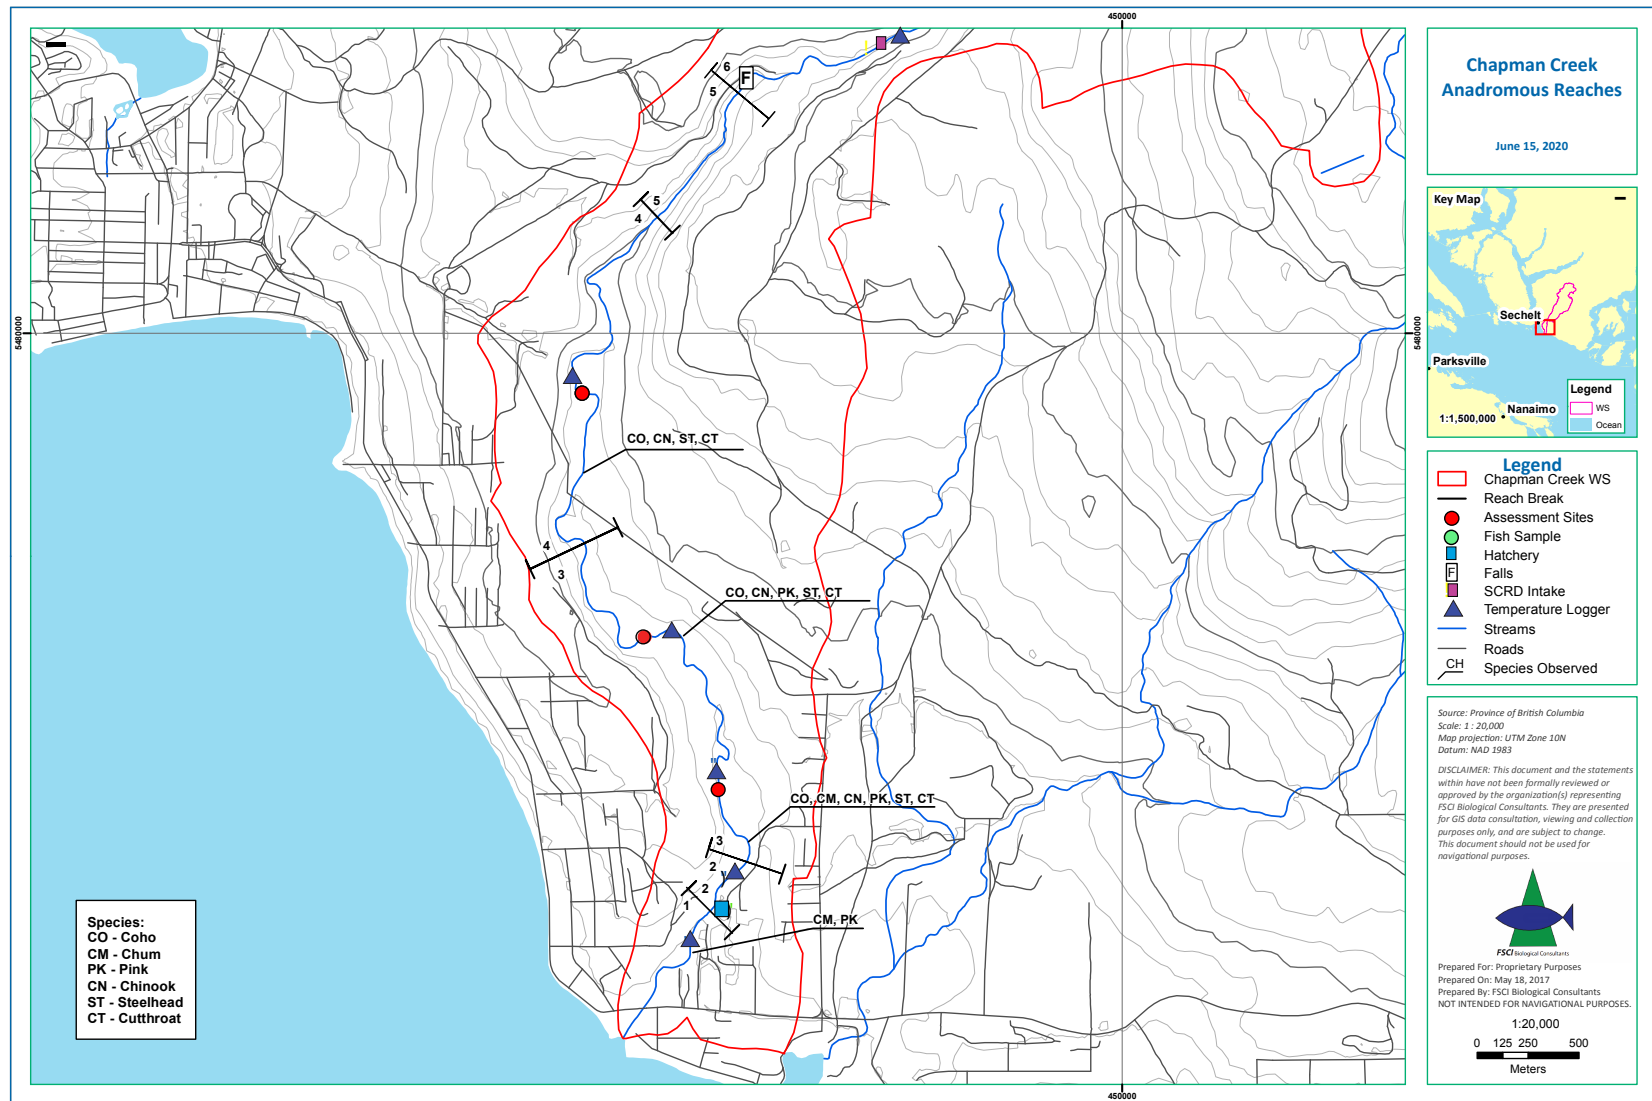 450000
5480000
5480000
450000
6
F
5
5
4
CO, CN, ST, CT
4
3
CO, CN, PK, ST, CT
CO, CM, CN, PK, ST, CT
3
2
2
1
CM, PK
Species:
CO - Coho
CM - Chum
PK - Pink
CN - Chinook
ST - Steelhead
CT - Cutthroat
Chapman Creek
Anadromous Reaches
June 15, 2020
Key Map
Sechelt
Parksville
Nanaimo
1:1,500,000
Legend
WS
Ocean
Legend
Chapman Creek WS
Reach Break
Assessment Sites
Fish Sample
Hatchery
F Falls
SCRD Intake
Temperature Logger
Streams
Roads
CH Species Observed
Source: Province of British Columbia
Scale: 1 : 20,000
Map projection: UTM Zone 10N
Datum: NAD 1983
DISCLAIMER: This document and the statements
within have not been formally reviewed or
approved by the organization(s) representing
FSCI Biological Consultants. They are presented
for GIS data consultation, viewing and collection
purposes only, and are subject to change.
This document should not be used for
navigational purposes.
FSCI Biological Consultants
Prepared For: Proprietary Purposes
Prepared On: May 18, 2017
Prepared By: FSCI Biological Consultants
NOT INTENDED FOR NAVIGATIONAL PURPOSES.
1:20,000
0 125 250 500
Meters